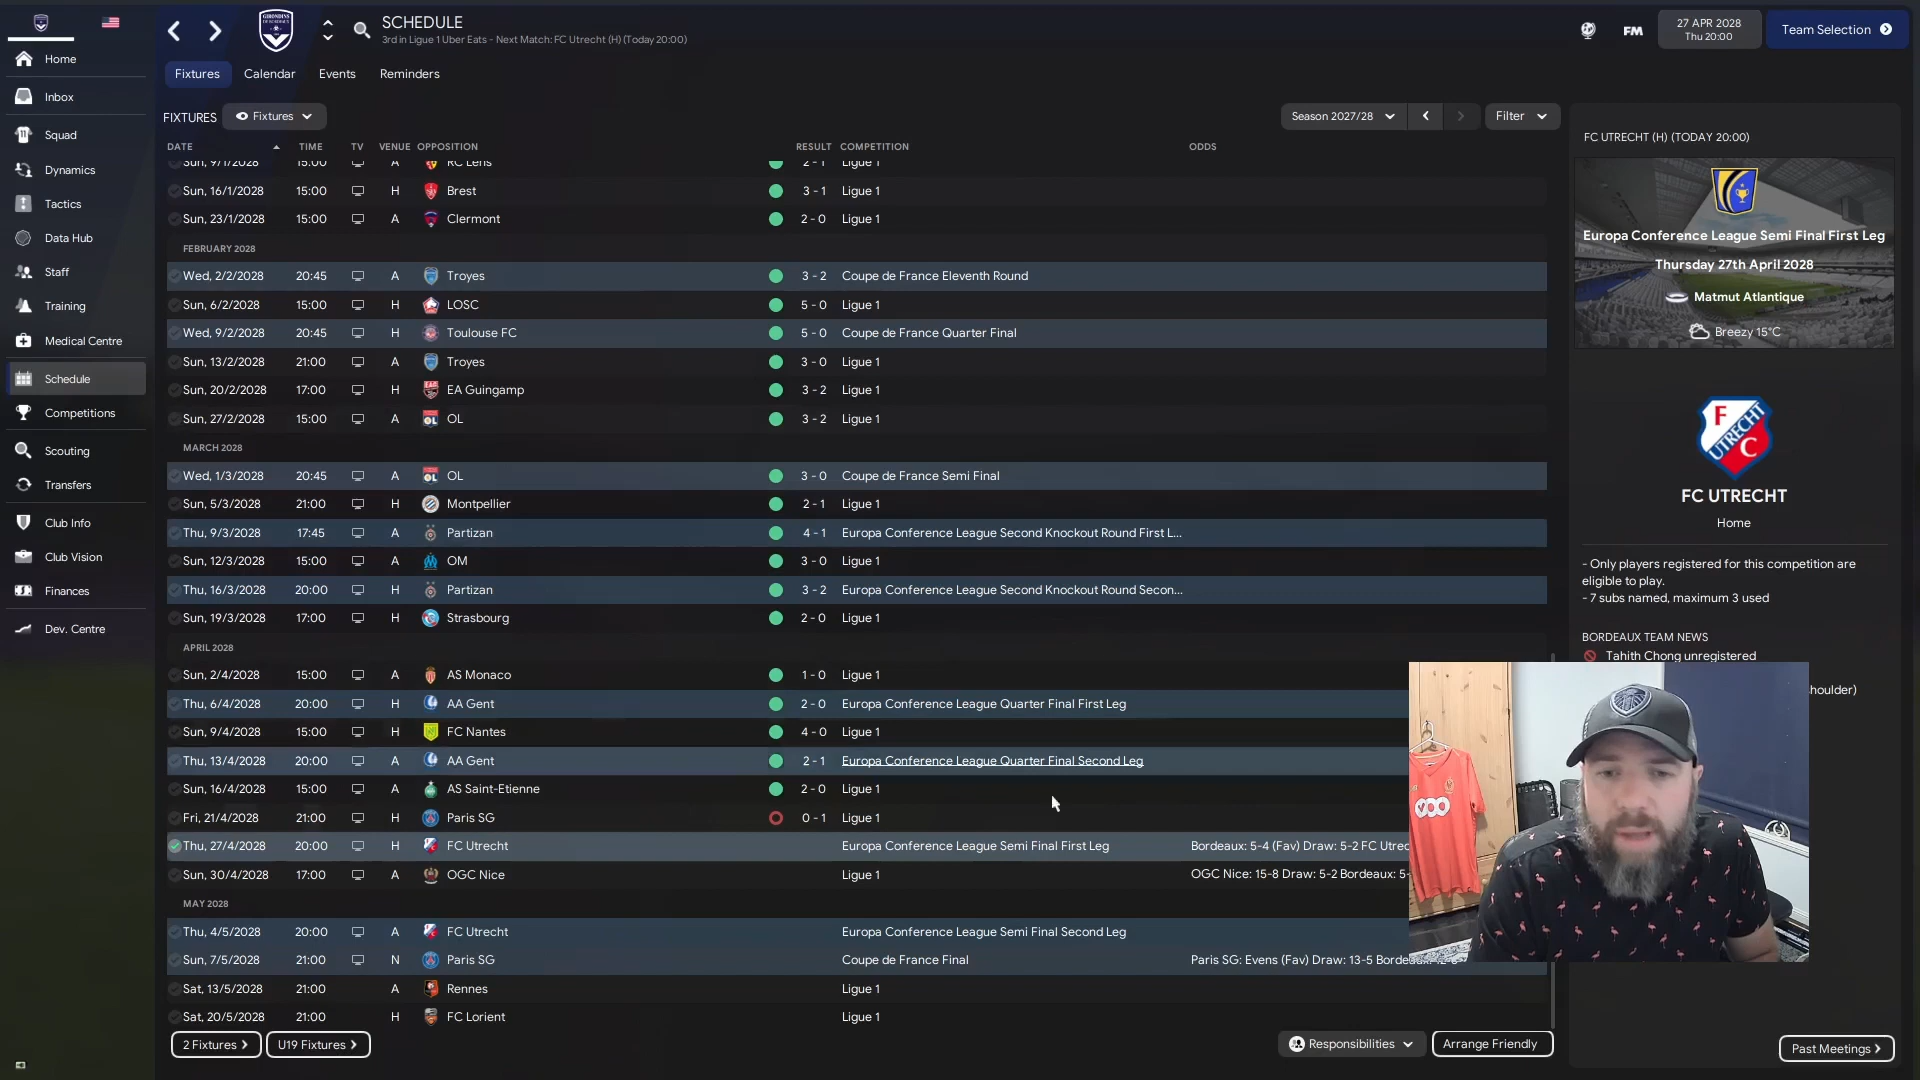 SCHEDULE
3rd in Ligue 1 Uber Eats - Next Match: FC Utrecht (H) (Today 20:00)
FM
27 APR 2028
Thu 20:00
Team Selection
Home
Inbox
Squad
Dynamics
Tactics
Data Hub
Staff
Training
Medical Centre
Schedule
Competitions
Scouting
Transfers
Club Info
Club Vision
Finances
Dev. Centre
Fixtures Calendar Events Reminders
FIXTURES Fixtures Season 2027/28 Filter
DATE TIME TV VENUE OPPOSITION RESULT COMPETITION ODDS
Sun, 9/1/2028 15:00 A RC Lens 2 - 1 Ligue 1
Sun, 16/1/2028 15:00 H Brest 3 - 1 Ligue 1
Sun, 23/1/2028 15:00 A Clermont 2 - 0 Ligue 1
FEBRUARY 2028
Wed, 2/2/2028 20:45 A Troyes 3 - 2 Coupe de France Eleventh Round
Sun, 6/2/2028 15:00 H LOSC 5 - 0 Ligue 1
Wed, 9/2/2028 20:45 H Toulouse FC 5 - 0 Coupe de France Quarter Final
Sun, 13/2/2028 21:00 A Troyes 3 - 0 Ligue 1
Sun, 20/2/2028 17:00 H EA Guingamp 3 - 2 Ligue 1
Sun, 27/2/2028 15:00 A OL 3 - 2 Ligue 1
MARCH 2028
Wed, 1/3/2028 20:45 A OL 3 - 0 Coupe de France Semi Final
Sun, 5/3/2028 21:00 H Montpellier 2 - 1 Ligue 1
Thu, 9/3/2028 17:45 A Partizan 4 - 1 Europa Conference League Second Knockout Round First L...
Sun, 12/3/2028 15:00 A OM 3 - 0 Ligue 1
Thu, 16/3/2028 20:00 H Partizan 3 - 2 Europa Conference League Second Knockout Round Secon...
Sun, 19/3/2028 17:00 H Strasbourg 2 - 0 Ligue 1
APRIL 2028
Sun, 2/4/2028 15:00 A AS Monaco 1 - 0 Ligue 1
Thu, 6/4/2028 20:00 H AA Gent 2 - 0 Europa Conference League Quarter Final First Leg
Sun, 9/4/2028 15:00 H FC Nantes 4 - 0 Ligue 1
Thu, 13/4/2028 20:00 A AA Gent 2 - 1 Europa Conference League Quarter Final Second Leg
Sun, 16/4/2028 15:00 A AS Saint-Etienne 2 - 0 Ligue 1
Fri, 21/4/2028 21:00 H Paris SG 0 - 1 Ligue 1
Thu, 27/4/2028 20:00 H FC Utrecht Europa Conference League Semi Final First Leg Bordeaux: 5-4 (Fav) Draw: 5-2 FC Utrec
Sun, 30/4/2028 17:00 A OGC Nice Ligue 1 OGC Nice: 15-8 Draw: 5-2 Bordeaux: 5-
MAY 2028
Thu, 4/5/2028 20:00 A FC Utrecht Europa Conference League Semi Final Second Leg
Sun, 7/5/2028 21:00 N Paris SG Coupe de France Final Paris SG: Evens (Fav) Draw: 13-5 Bordeaux:
Sat, 13/5/2028 21:00 A Rennes Ligue 1
Sat, 20/5/2028 21:00 H FC Lorient Ligue 1
2 Fixtures U19 Fixtures Responsibilities Arrange Friendly
FC UTRECHT (H) (TODAY 20:00)
Europa Conference League Semi Final First Leg
Thursday 27th April 2028
Matmut Atlantique
Breezy 15°C
F
UTRECHT
C
FC UTRECHT
Home
- Only players registered for this competition are
eligible to play.
- 7 subs named, maximum 3 used
BORDEAUX TEAM NEWS
Tahith Chong unregistered
houlder)
VOO
Past Meetings